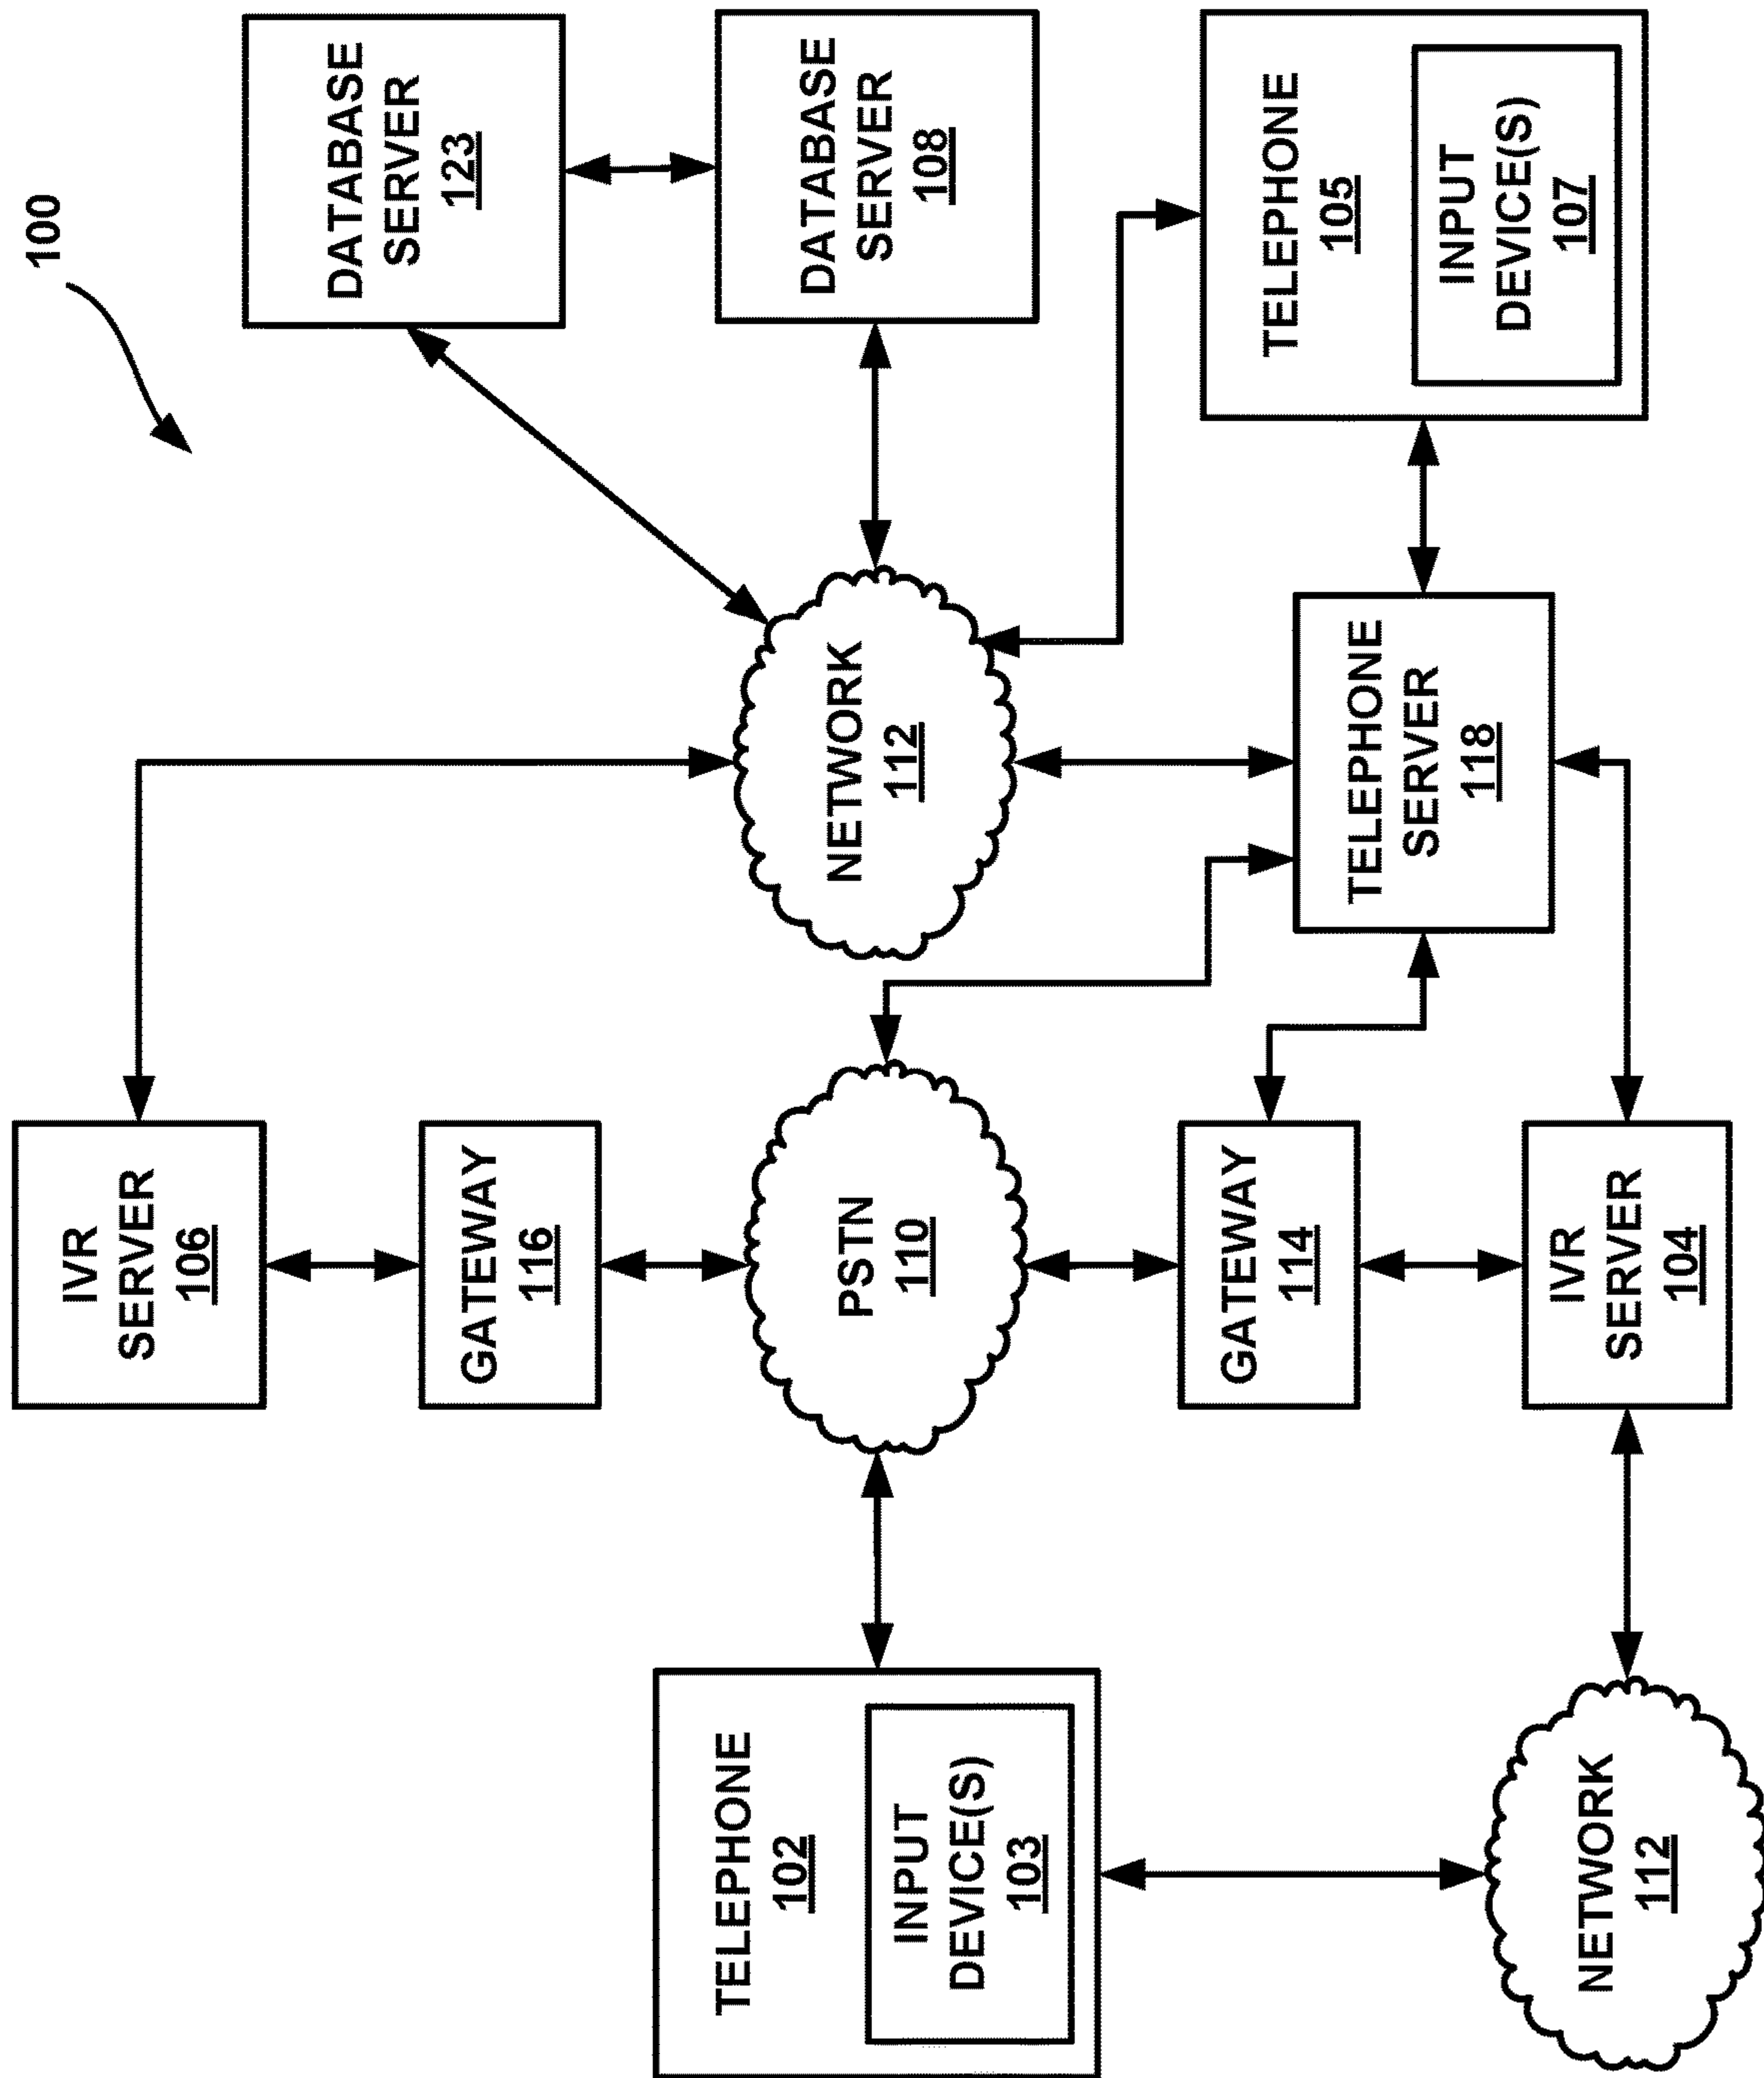 100
IVR
SERVER
106
DATABASE
SERVER
123
GATEWAY
116
TELEPHONE
102
INPUT
DEVICE(S)
103
PSTN
110
NETWORK
112
DATABASE
SERVER
108
GATEWAY
114
TELEPHONE
SERVER
118
TELEPHONE
105
INPUT
DEVICE(S)
107
NETWORK
112
IVR
SERVER
104